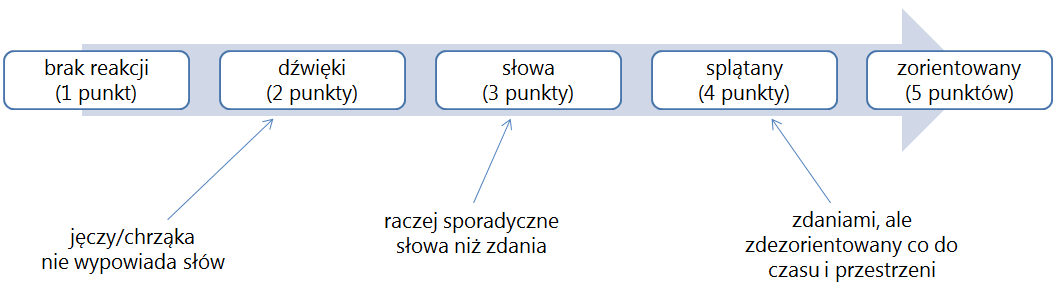 brak reakcji
(1 punkt)
dźwięki
(2 punkty)
słowa
(3 punkty)
splątany
(4 punkty)
zorientowany
(5 punktów)
jęczy/chrząka
nie wypowiada słów
raczej sporadyczne
słowa niż zdania
zdaniami, ale
zdezorientowany co do
czasu i przestrzeni